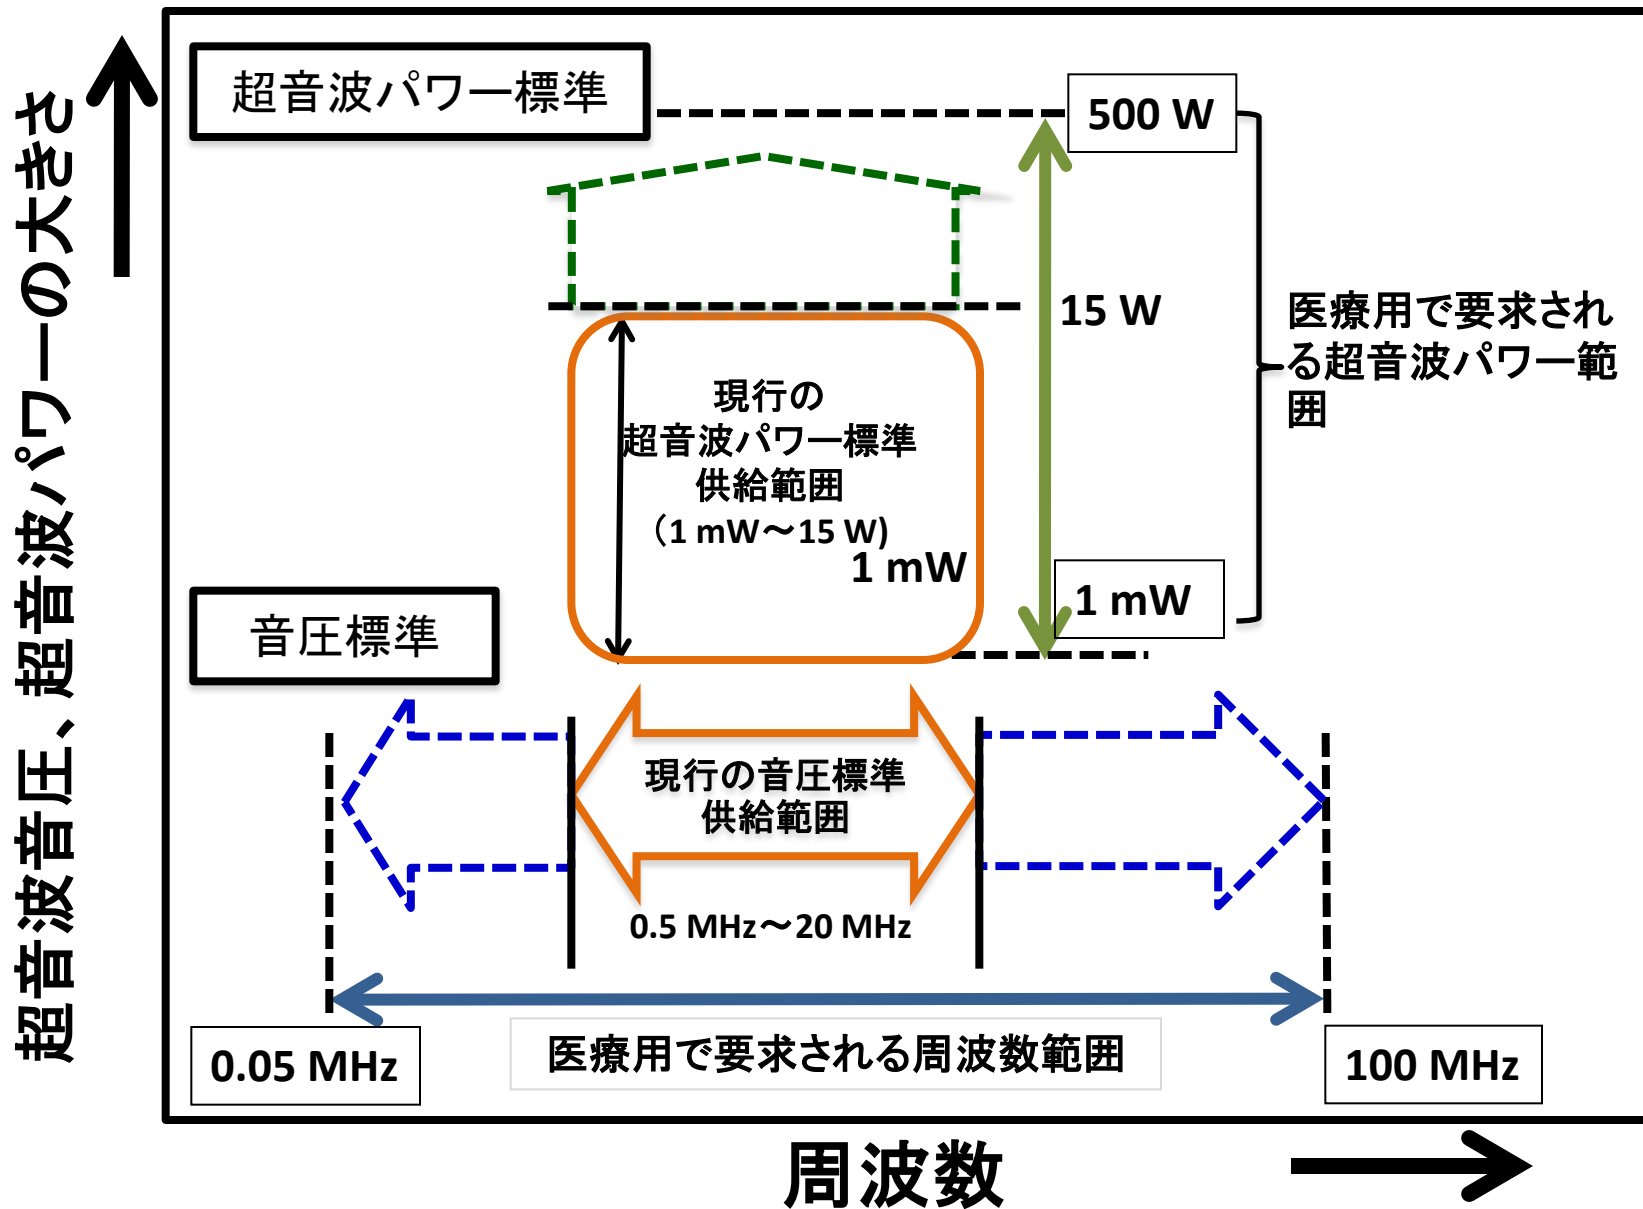 超音波音圧、超音波パワーの大きさ
超音波パワー標準
500 W
15 W
医療用で要求され
る超音波パワー範
囲
現行の
超音波パワー標準
供給範囲
（1 mW～15 W)
1 mW
1 mW
音圧標準
現行の音圧標準
供給範囲
0.5 MHz～20 MHz
医療用で要求される周波数範囲
0.05 MHz
100 MHz
周波数